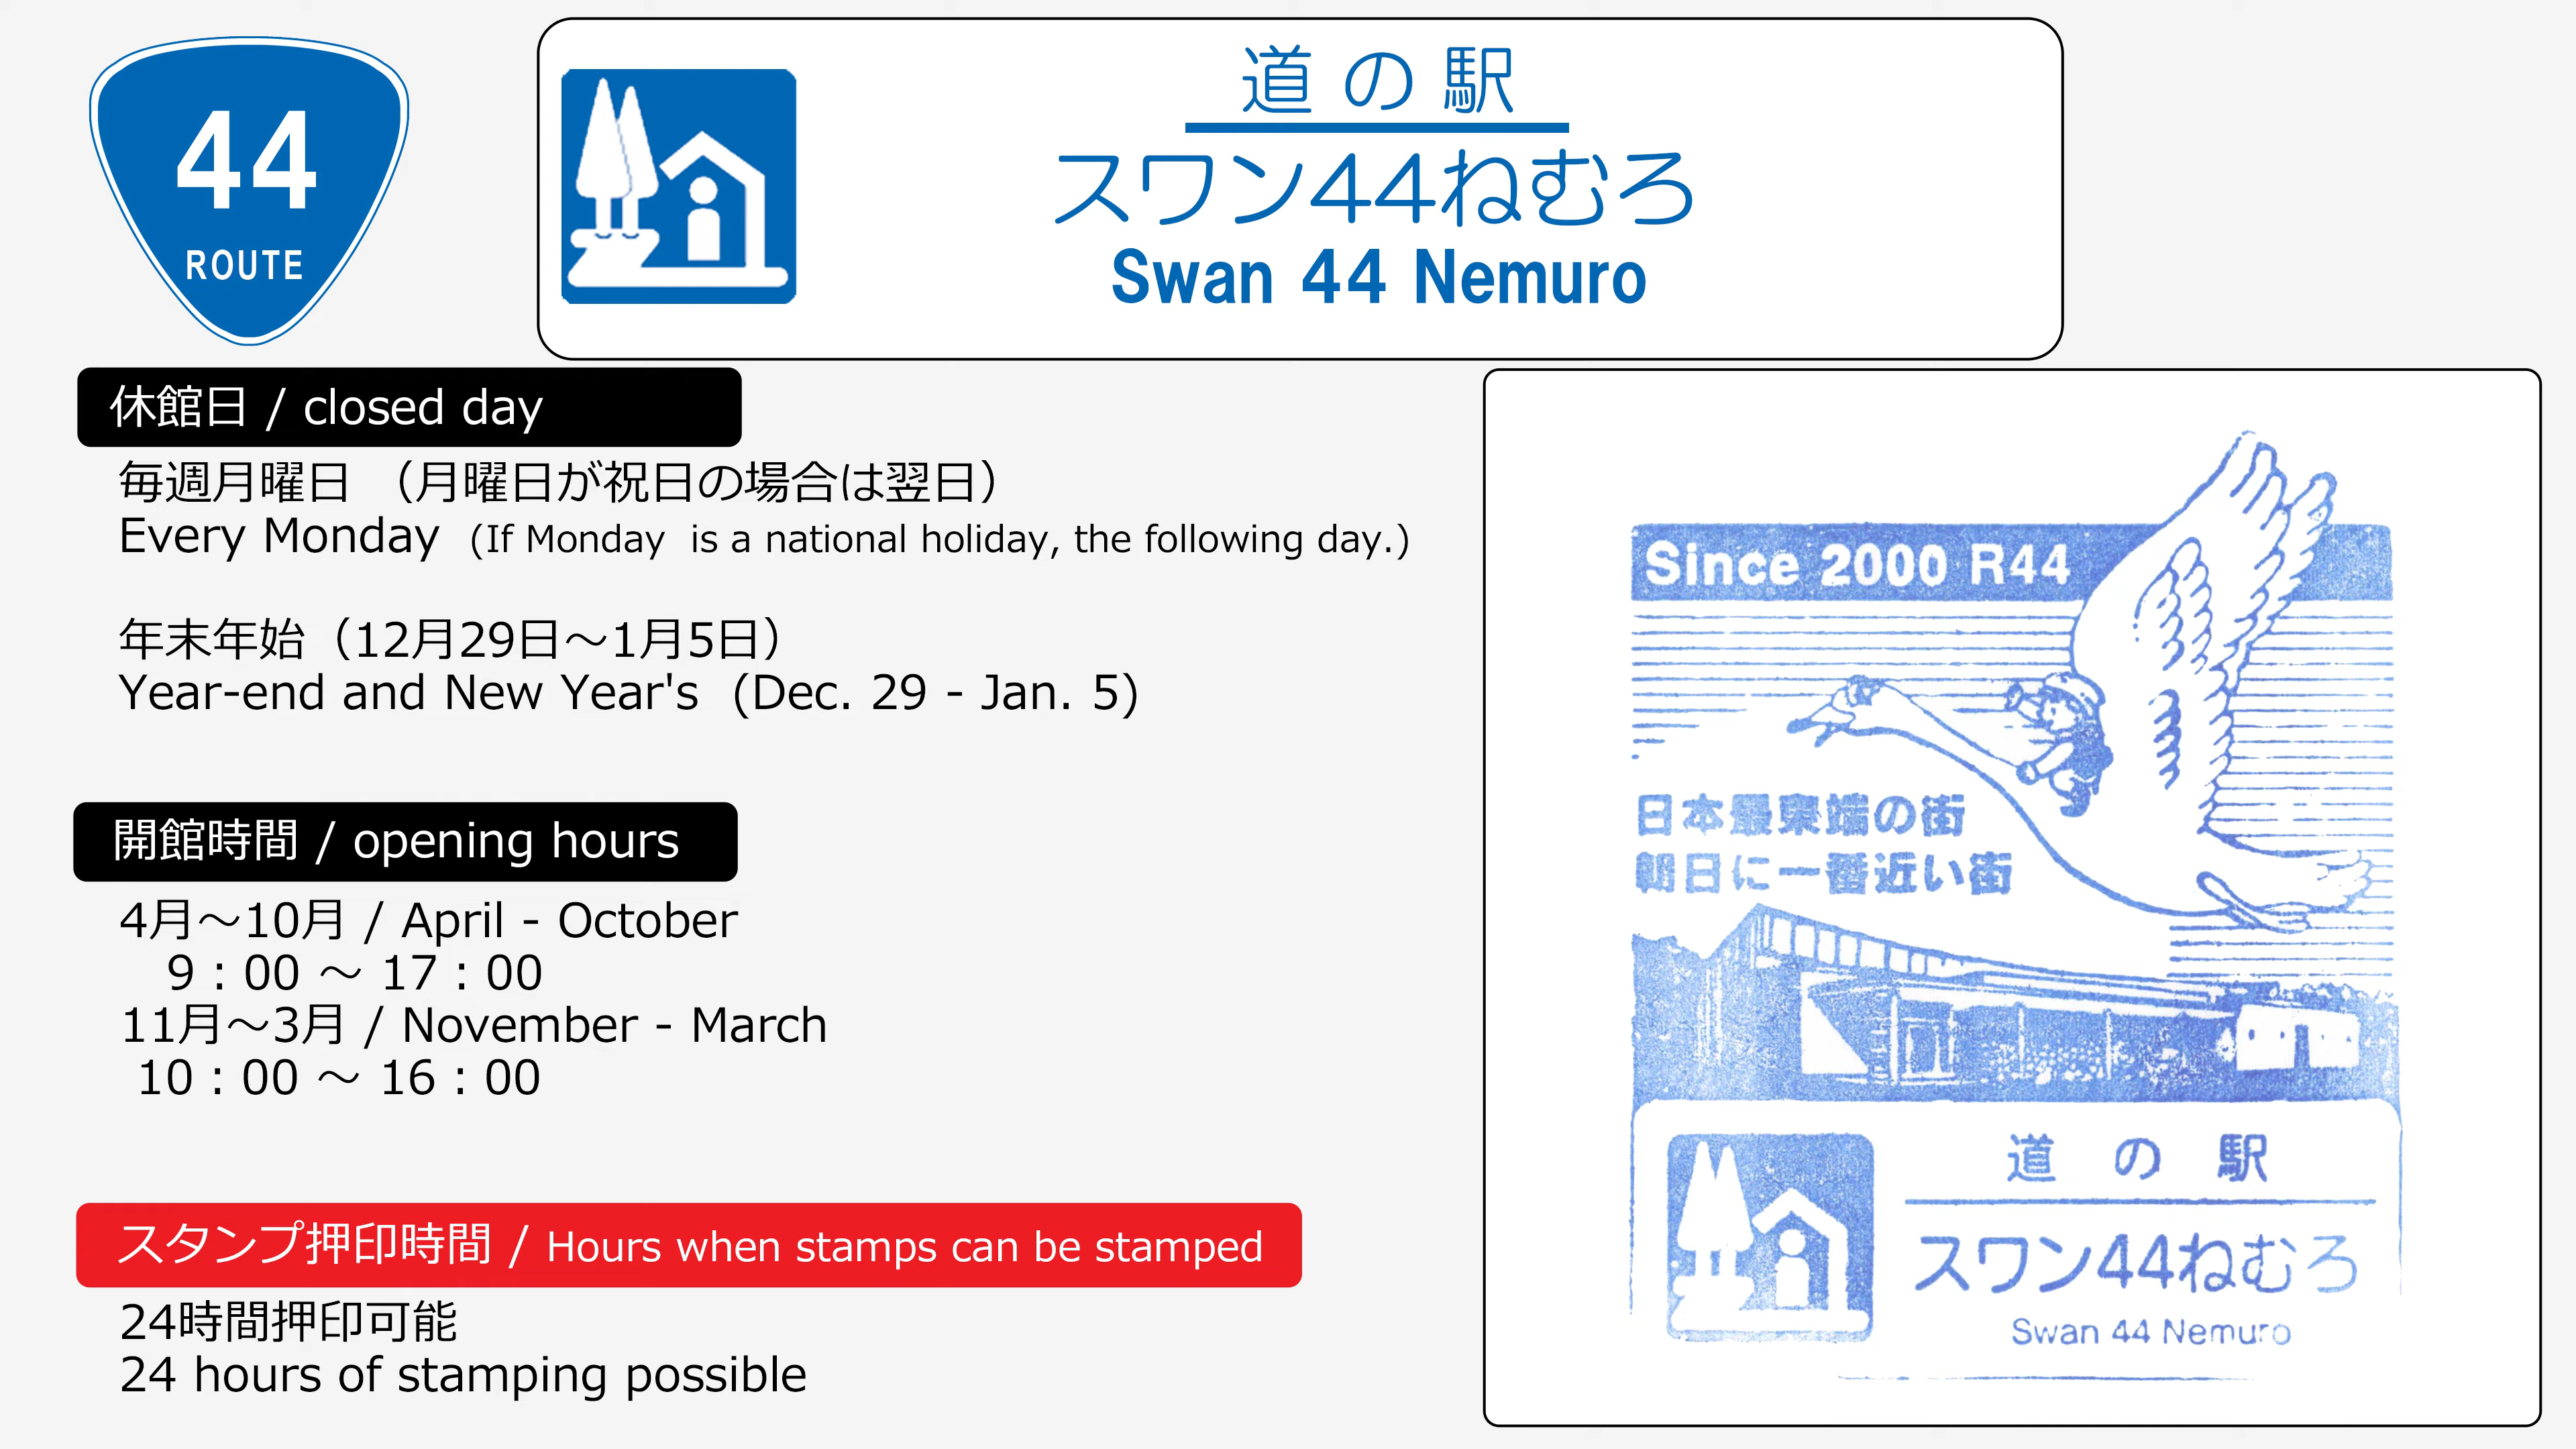 44
ROUTE
道の駅
スワン44ねむろ
Swan 44 Nemuro
休館日 / closed day
毎週月曜日 （月曜日が祝日の場合は翌日）
Every Monday (If Monday is a national holiday, the following day.)
年末年始（12月29日～1月5日）
Year-end and New Year's (Dec. 29 - Jan. 5)
開館時間 / opening hours
4月～10月 / April - October
9：00 ～ 17：00
11月～3月 / November - March
10：00 ～ 16：00
スタンプ押印時間 / Hours when stamps can be stamped
24時間押印可能
24 hours of stamping possible
Since 2000 R44
日本最東端の街
朝日に一番近い街
道の駅
スワン44ねむろ
Swan 44 Nemuro